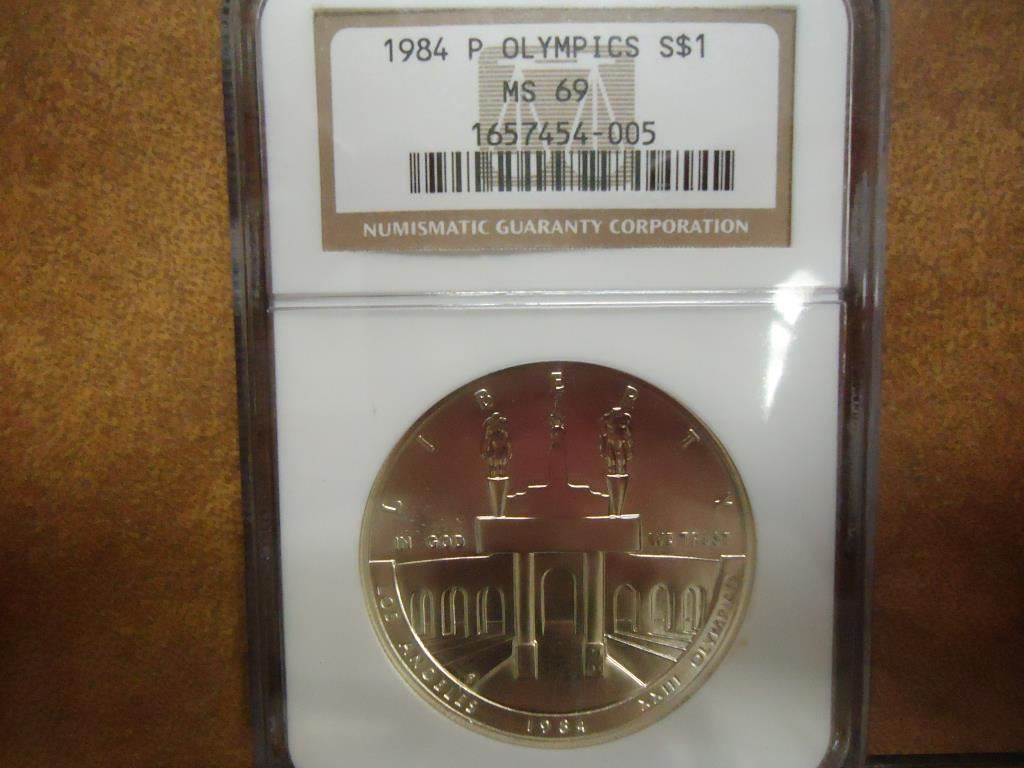 1984 P OLYMPICS S$1
MS 69
1657454-005
NUMISMATIC GUARANTY CORPORATION
LIBERTY
IN GOD WE TRUST
LOS ANGELES XXIII OLYMPIAD
1984